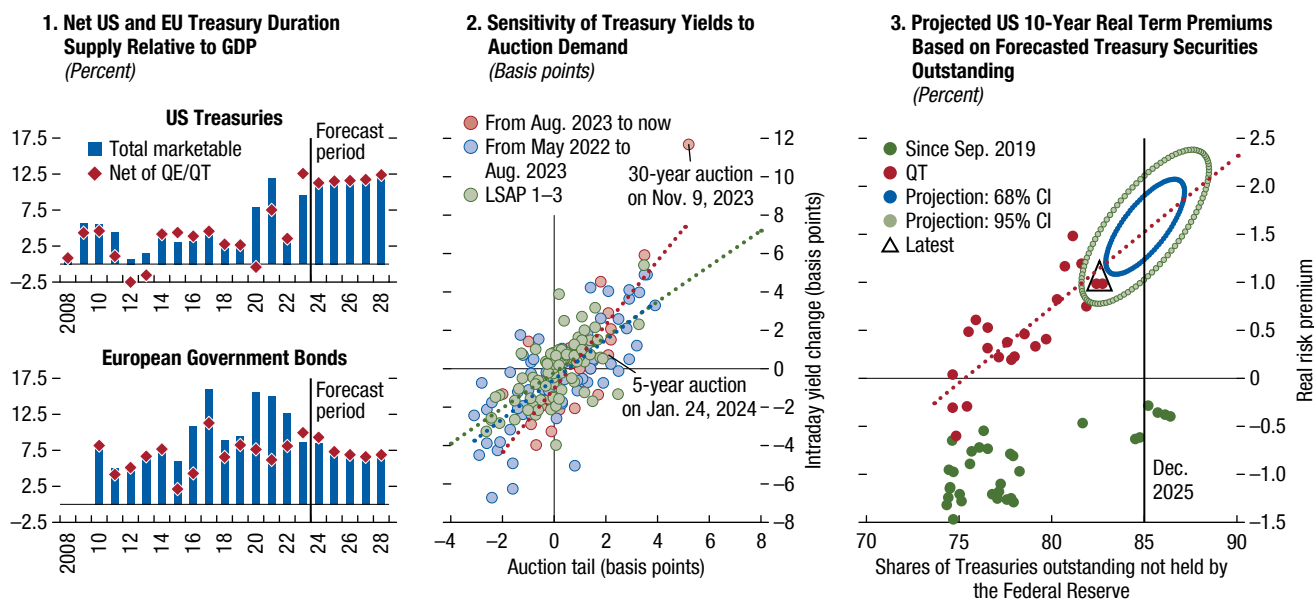 1. Net US and EU Treasury Duration
Supply Relative to GDP
(Percent)
US Treasuries
17.5
12.5
7.5
2.5
–2.5
Total marketable
Net of QE/QT
Forecast
period
2008
10
12
14
16
18
20
22
24
26
28
European Government Bonds
17.5
12.5
7.5
2.5
–2.5
Forecast
period
2008
10
12
14
16
18
20
22
24
26
28
2. Sensitivity of Treasury Yields to
Auction Demand
(Basis points)
From Aug. 2023 to now
From May 2022 to
Aug. 2023
LSAP 1–3
30-year auction
on Nov. 9, 2023
5-year auction
on Jan. 24, 2024
12
10
8
6
4
2
0
–2
–4
–6
–8
Intraday yield change (basis points)
–4
–2
0
2
4
6
8
Auction tail (basis points)
3. Projected US 10-Year Real Term Premiums
Based on Forecasted Treasury Securities
Outstanding
(Percent)
Since Sep. 2019
QT
Projection: 68% CI
Projection: 95% CI
Latest
Dec.
2025
2.5
2.0
1.5
1.0
0.5
0
–0.5
–1.0
–1.5
Real risk premium
70
75
80
85
90
Shares of Treasuries outstanding not held by
the Federal Reserve